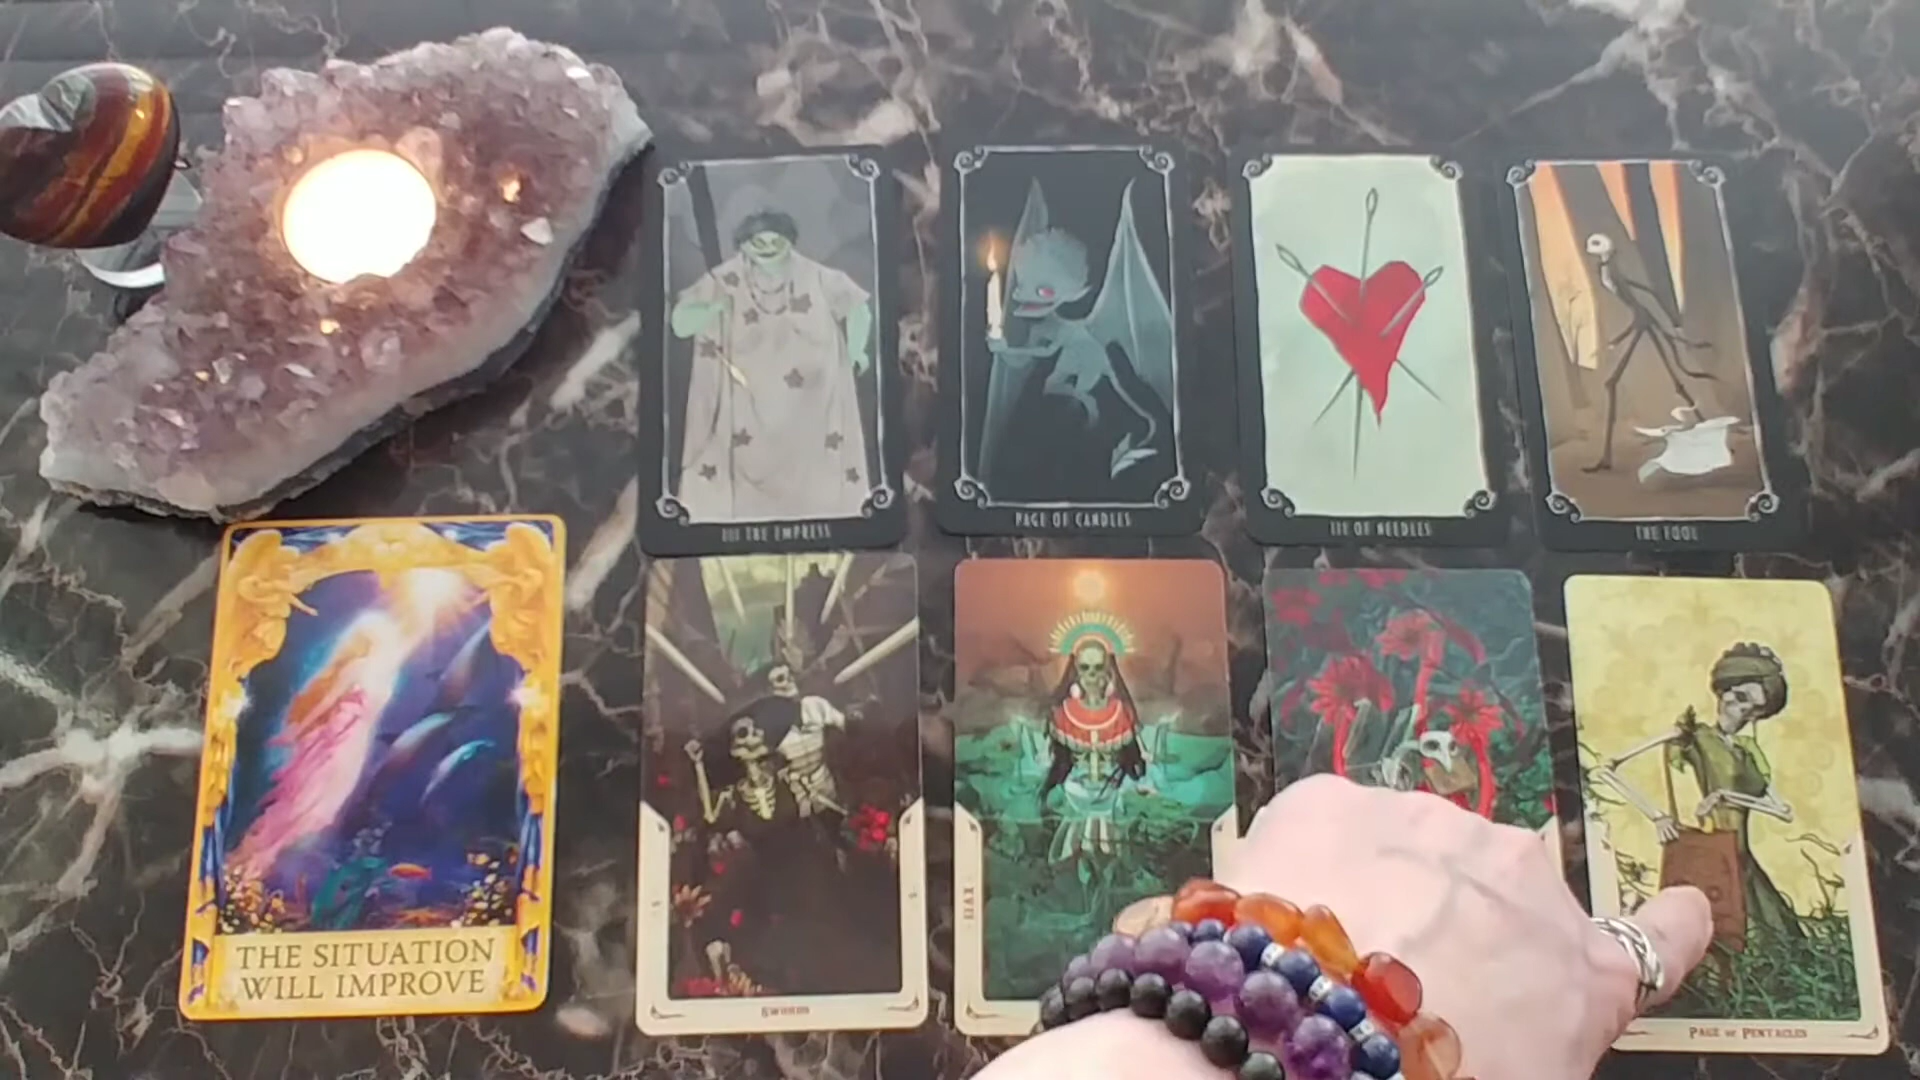 III THE EMPRESS
PAGE OF CANDLES
III OF NEEDLES
THE FOOL
THE SITUATION
WILL IMPROVE
SWORDS
XVII
PAGE OF PENTACLES